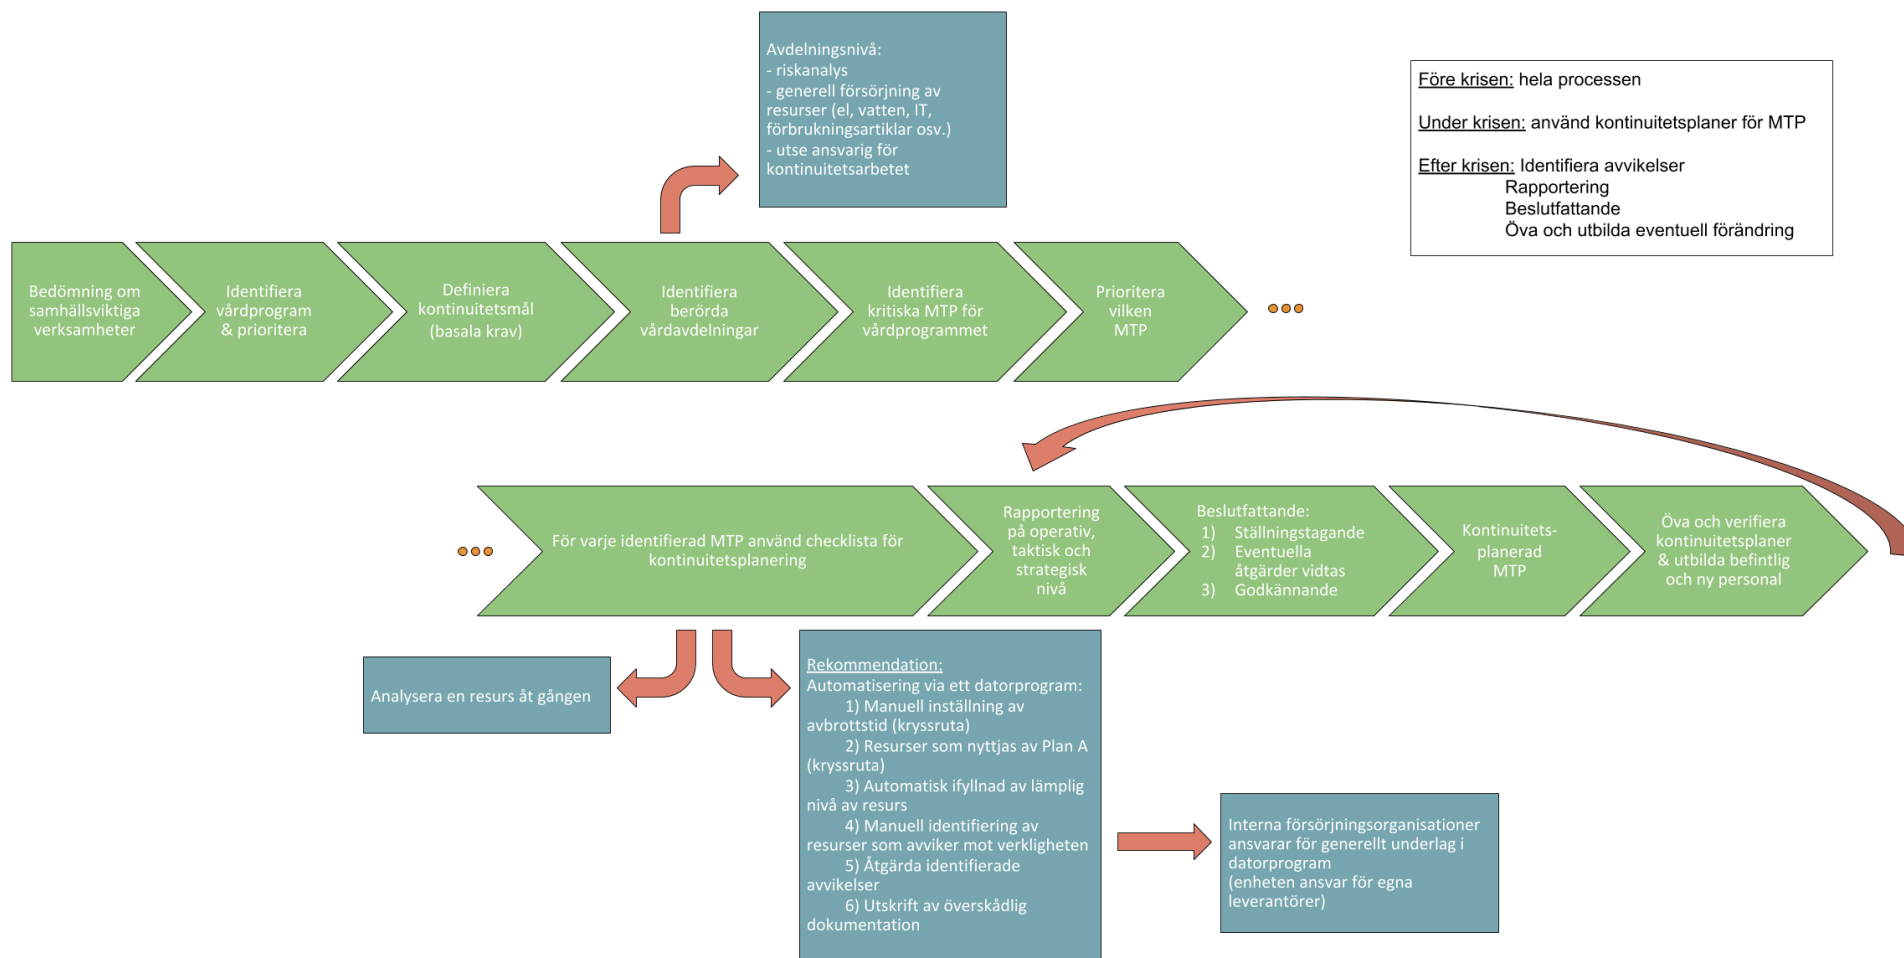 Avdelningsnivå:
- riskanalys
- generell försörjning av
resurser (el, vatten, IT,
förbrukningsartiklar osv.)
- utse ansvarig för
kontinuitetsarbetet
Före krisen: hela processen
Under krisen: använd kontinuitetsplaner för MTP
Efter krisen: Identifiera avvikelser
Rapportering
Beslutfattande
Öva och utbilda eventuell förändring
Bedömning om
samhällsviktiga
verksamheter
Identifiera
vårdprogram
& prioritera
Definiera
kontinuitetsmål
(basala krav)
Identifiera
berörda
vårdavdelningar
Identifiera
kritiska MTP för
vårdprogrammet
Prioritera
vilken
MTP
För varje identifierad MTP använd checklista för
kontinuitetsplanering
Rapportering
på operativ,
taktisk och
strategisk
nivå
Beslutfattande:
1) Ställningstagande
2) Eventuella
åtgärder vidtas
3) Godkännande
Kontinuitets-
planerad
MTP
Öva och verifiera
kontinuitetsplaner
& utbilda befintlig
och ny personal
Analysera en resurs åt gången
Rekommendation:
Automatisering via ett datorprogram:
1) Manuell inställning av
avbrottstid (kryssruta)
2) Resurser som nyttjas av Plan A
(kryssruta)
3) Automatisk ifyllnad av lämplig
nivå av resurs
4) Manuell identifiering av
resurser som avviker mot verkligheten
5) Åtgärda identifierade
avvikelser
6) Utskrift av överskådlig
dokumentation
Interna försörjningsorganisationer
ansvarar för generellt underlag i
datorprogram
(enheten ansvar för egna
leverantörer)